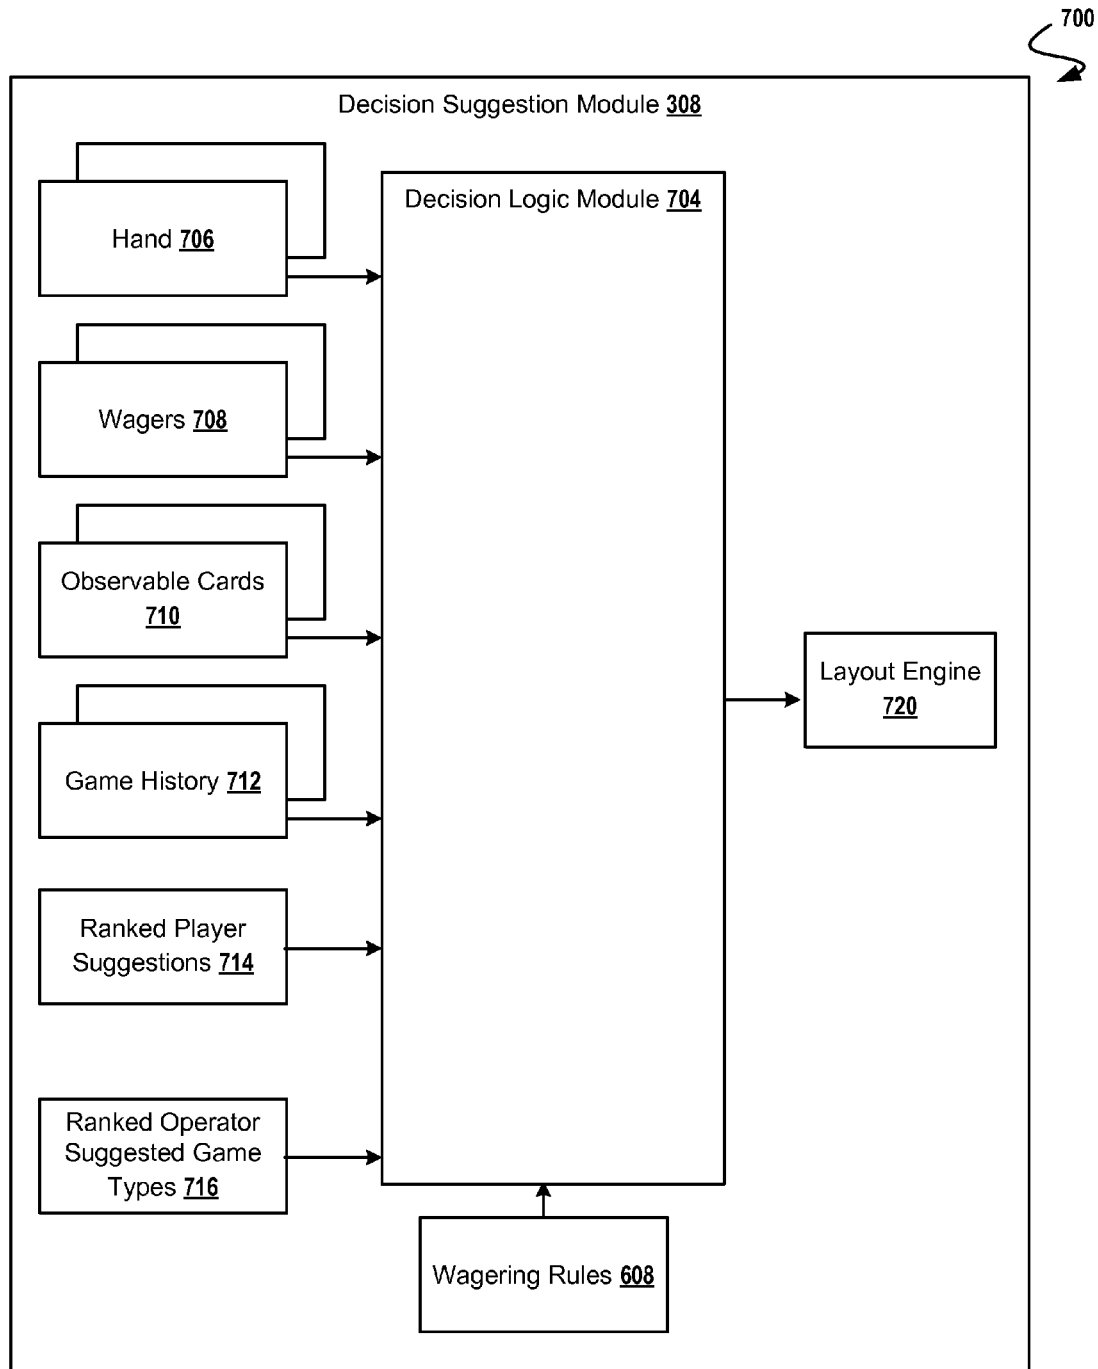 700
Decision Suggestion Module 308
Decision Logic Module 704
Hand 706
Wagers 708
Observable Cards
710
Layout Engine
720
Game History 712
Ranked Player
Suggestions 714
Ranked Operator
Suggested Game
Types 716
Wagering Rules 608